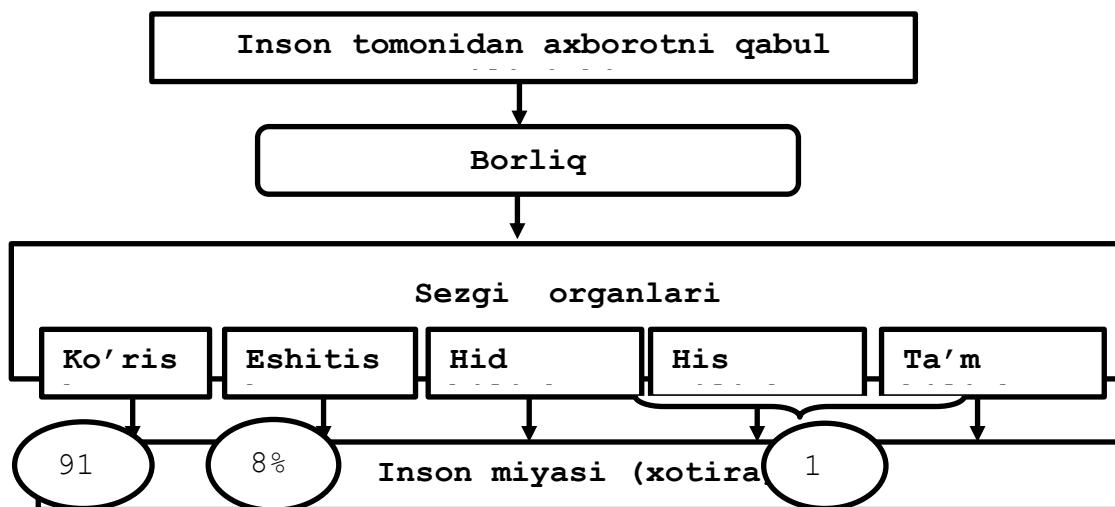 Inson tomonidan axborotni qabul
Borliq
Sezgi organlari
Ko’ris
Eshitis
Hid
His
Ta’m
91
8%
1
Inson miyasi (xotira